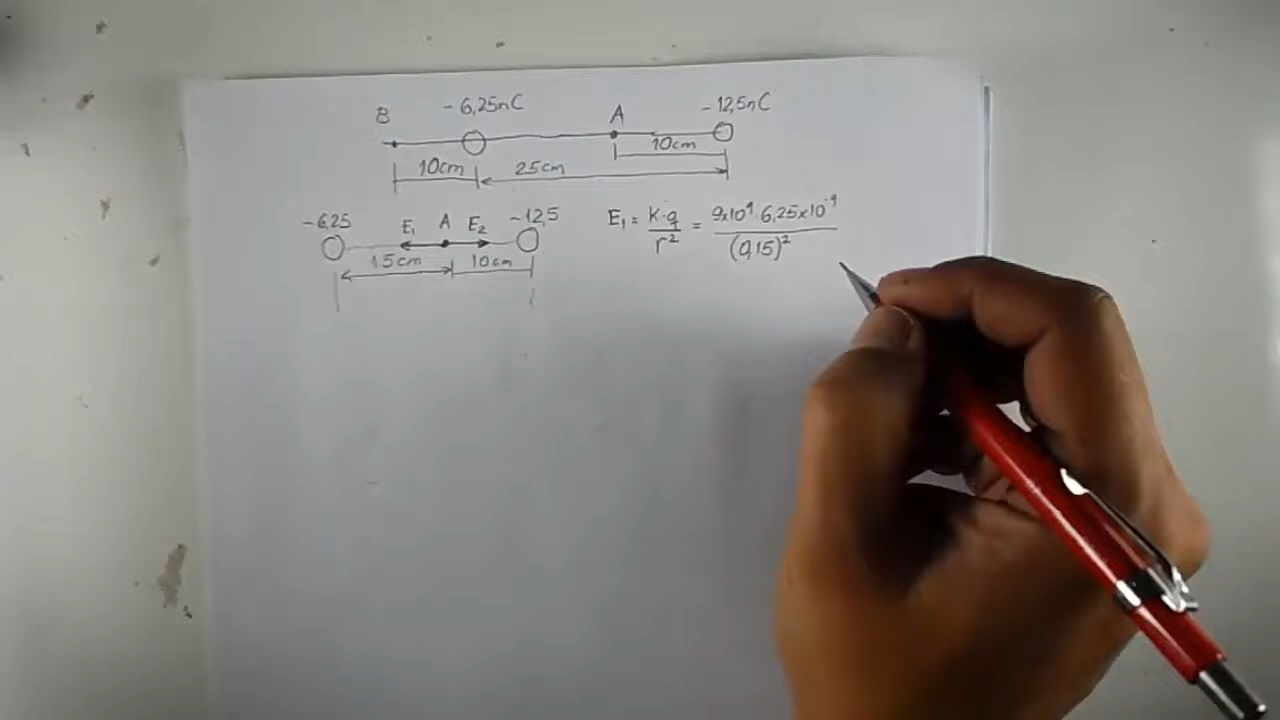 B -6,25nC A -12,5nC
10cm 25cm 10cm
-6,25 E₁ A E₂ -12,5
15cm 10cm
E₁ = K·q / r² = 9x10⁹·6,25x10⁻⁹ / (0,15)²